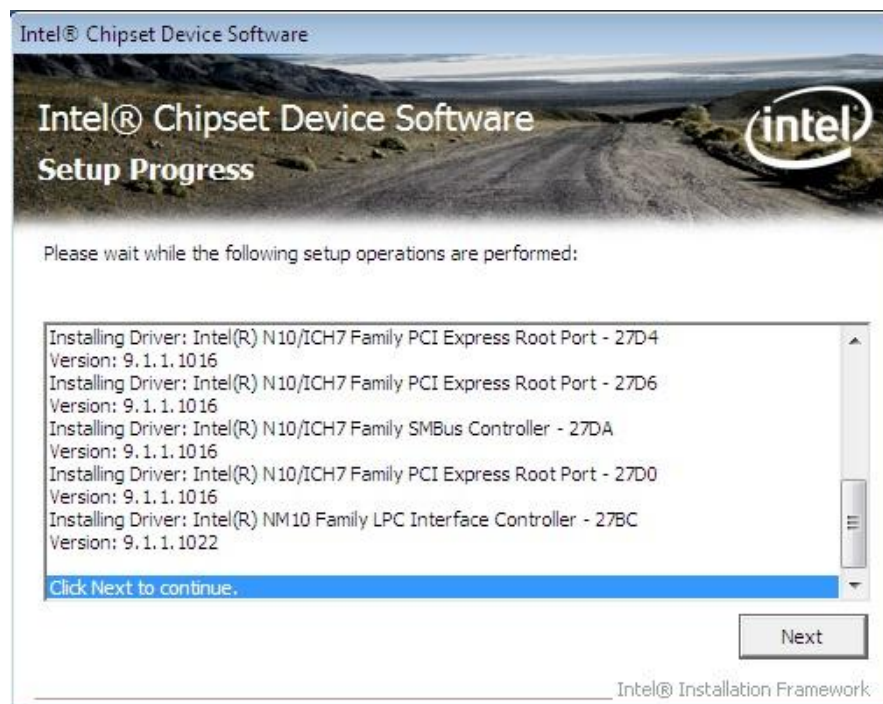 Intel® Chipset Device Software
Intel® Chipset Device Software
intel
Setup Progress
Please wait while the following setup operations are performed:
Installing Driver: Intel(R) N10/ICH7 Family PCI Express Root Port - 27D4
Version: 9.1.1.1016
Installing Driver: Intel(R) N10/ICH7 Family PCI Express Root Port - 27D6
Version: 9.1.1.1016
Installing Driver: Intel(R) N10/ICH7 Family SMBus Controller - 27DA
Version: 9.1.1.1016
Installing Driver: Intel(R) N10/ICH7 Family PCI Express Root Port - 27D0
Version: 9.1.1.1016
Installing Driver: Intel(R) NM10 Family LPC Interface Controller - 27BC
Version: 9.1.1.1022
Click Next to continue.
Next
Intel® Installation Framework